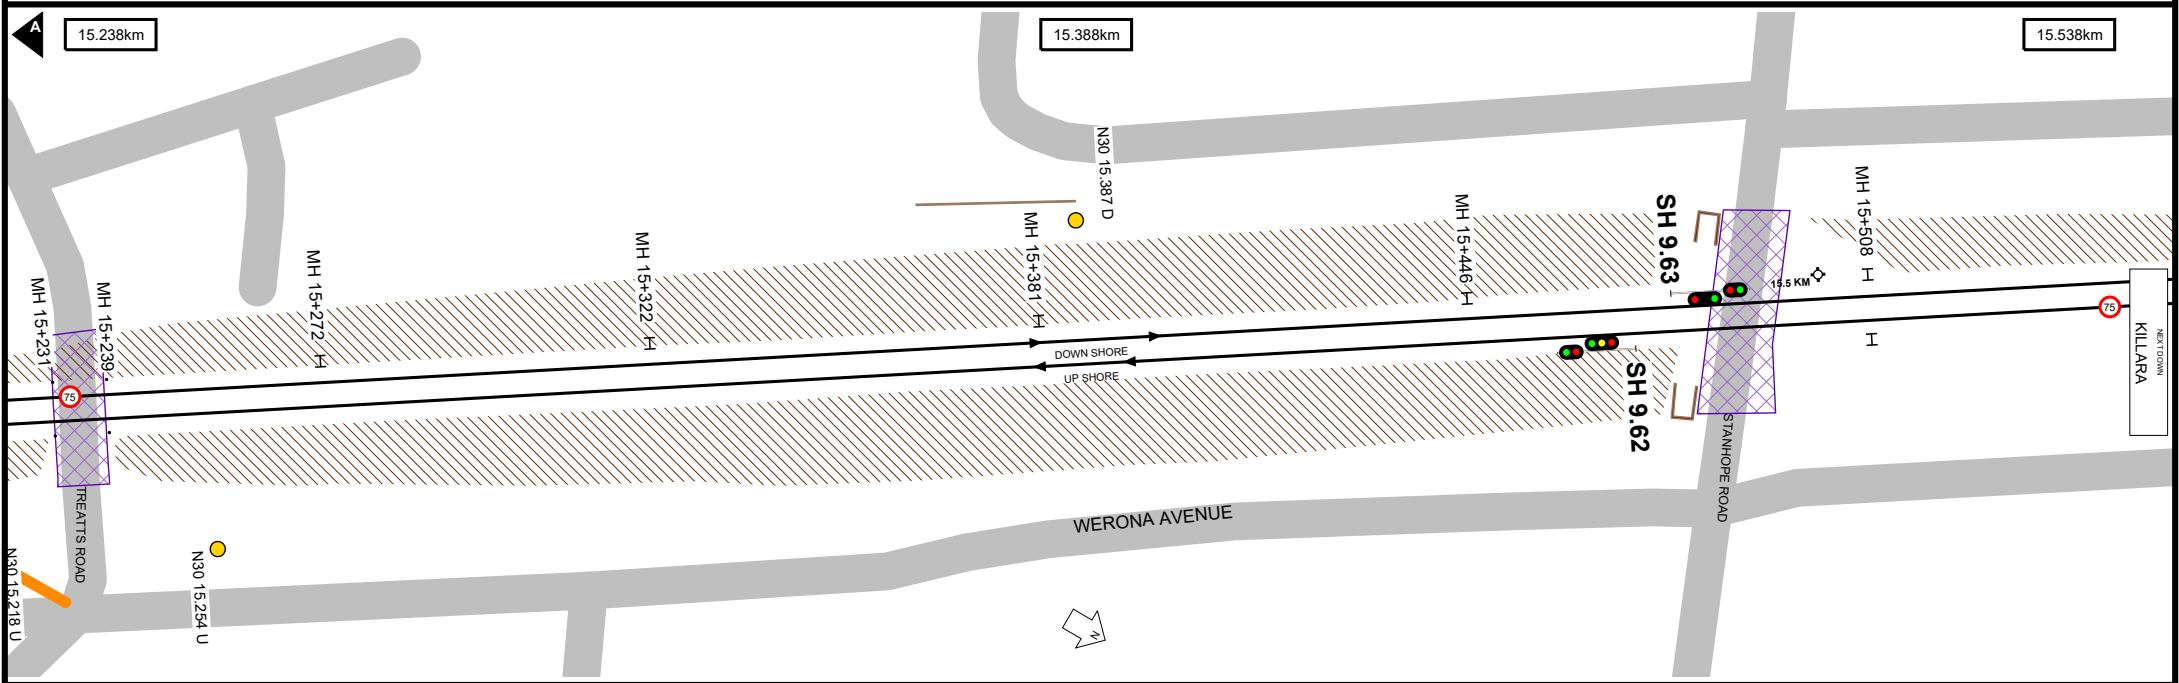 A
15.238km
15.388km
15.538km
MH 15+231
MH 15+239
MH 15+272
MH 15+322
MH 15+381
N30 15.387 D
MH 15+446
SH 9.63
MH 15+508
15.5 KM
75
75
DOWN SHORE
UP SHORE
SH 9.62
NEXT DOWN
KILLARA
TREATTS ROAD
STANHOPE ROAD
WERONA AVENUE
N30 15.218 U
N30 15.254 U
N